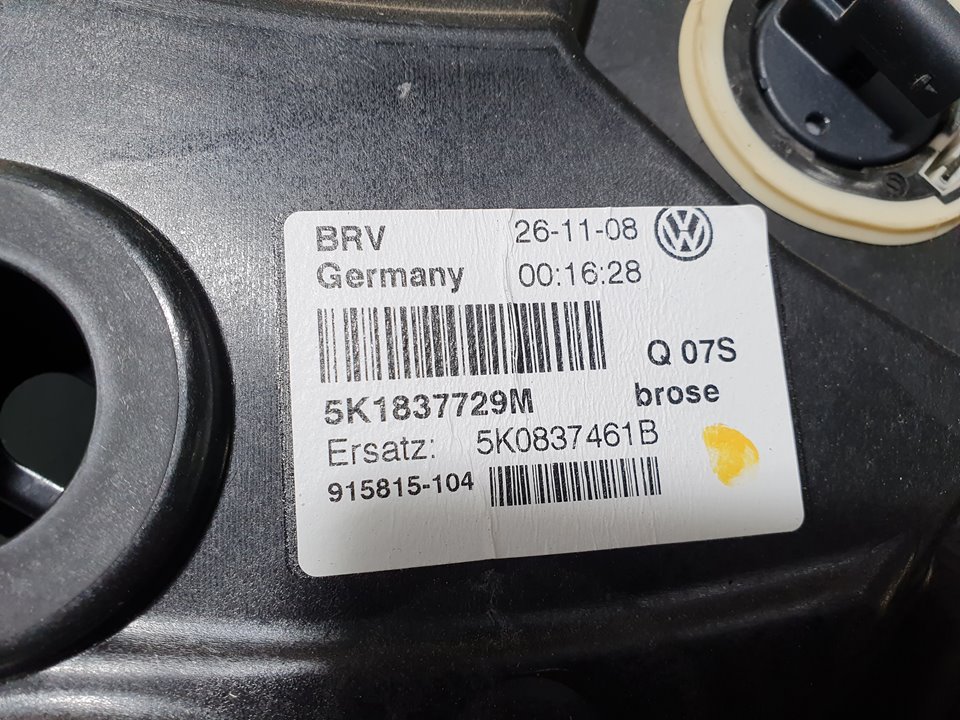 BRV 26-11-08
Germany 00:16:28
Q 07S
5K1837729M brose
Ersatz: 5K0837461B
915815-104